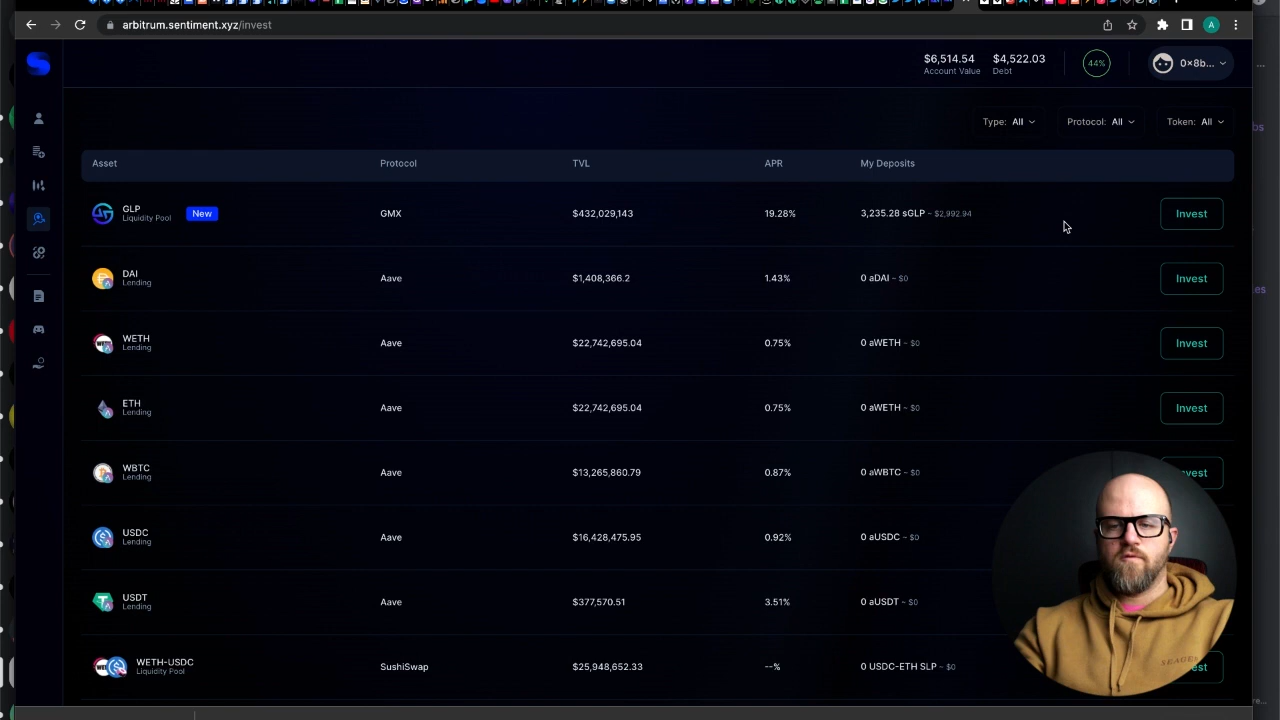 arbitrum.sentiment.xyz/invest
A
$6,514.54 $4,522.03
Account Value Debt
44%
0×8b...
Type: All Protocol: All Token: All
Asset Protocol TVL APR My Deposits
GLP
Liquidity Pool
New GMX $432,029,143 19.28% 3,235.28 sGLP ~ $2,992.94 Invest
DAI
Lending
Aave $1,408,366.2 1.43% 0 aDAI ~ $0 Invest
WETH
Lending
Aave $22,742,695.04 0.75% 0 aWETH ~ $0 Invest
ETH
Lending
Aave $22,742,695.04 0.75% 0 aWETH ~ $0 Invest
WBTC
Lending
Aave $13,265,860.79 0.87% 0 aWBTC ~ $0 vest
USDC
Lending
Aave $16,428,475.95 0.92% 0 aUSDC ~ $0
USDT
Lending
Aave $377,570.51 3.51% 0 aUSDT ~ $0
WETH-USDC
Liquidity Pool
SushiSwap $25,948,652.33 --% 0 USDC-ETH SLP ~ $0 est